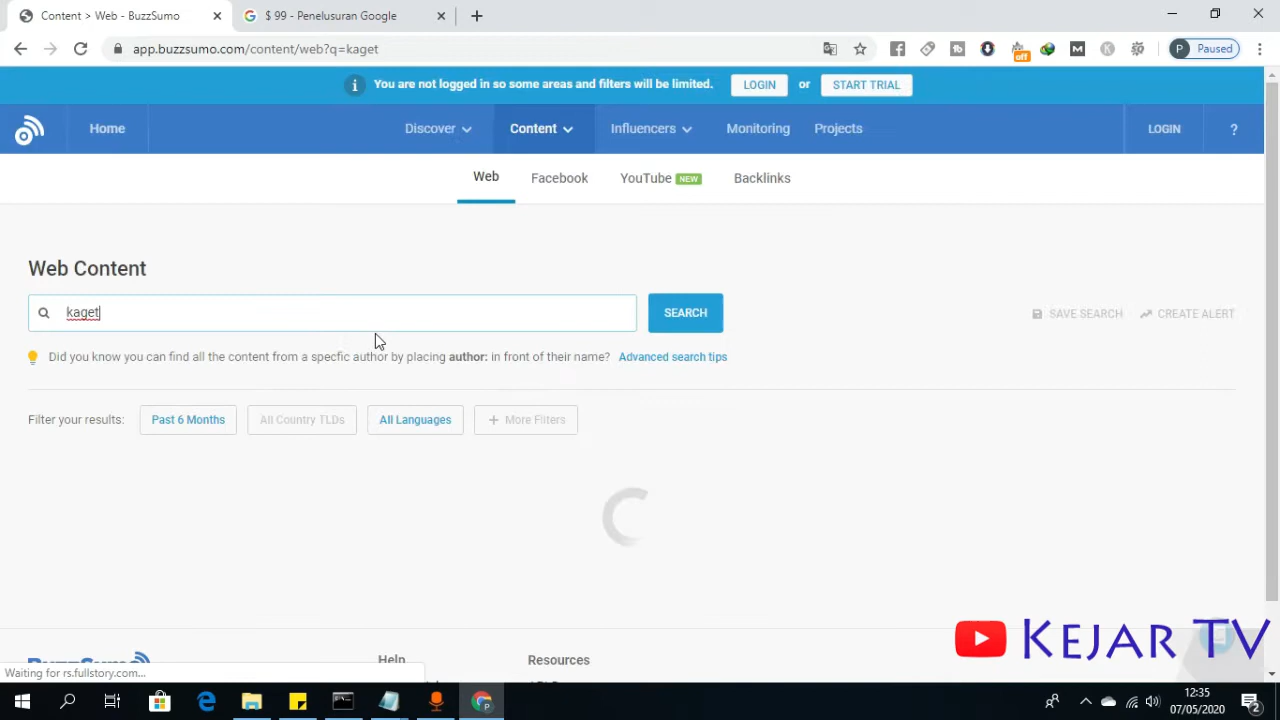 Content > Web - BuzzSumo
$ 99 - Penelusuran Google
app.buzzsumo.com/content/web?q=kaget
off
P Paused
You are not logged in so some areas and filters will be limited. LOGIN or START TRIAL
Home
Discover
Content
Influencers
Monitoring
Projects
LOGIN
?
Web
Facebook
YouTube NEW
Backlinks
Web Content
kaget
SEARCH
SAVE SEARCH
CREATE ALERT
Did you know you can find all the content from a specfic author by placing author: in front of their name? Advanced search tips
Filter your results: Past 6 Months All Country TLDs All Languages + More Filters
KEJAR TV
BuzzSumo
Help
Resources
Waiting for rs.fullstory.com...
12:35
07/05/2020
2